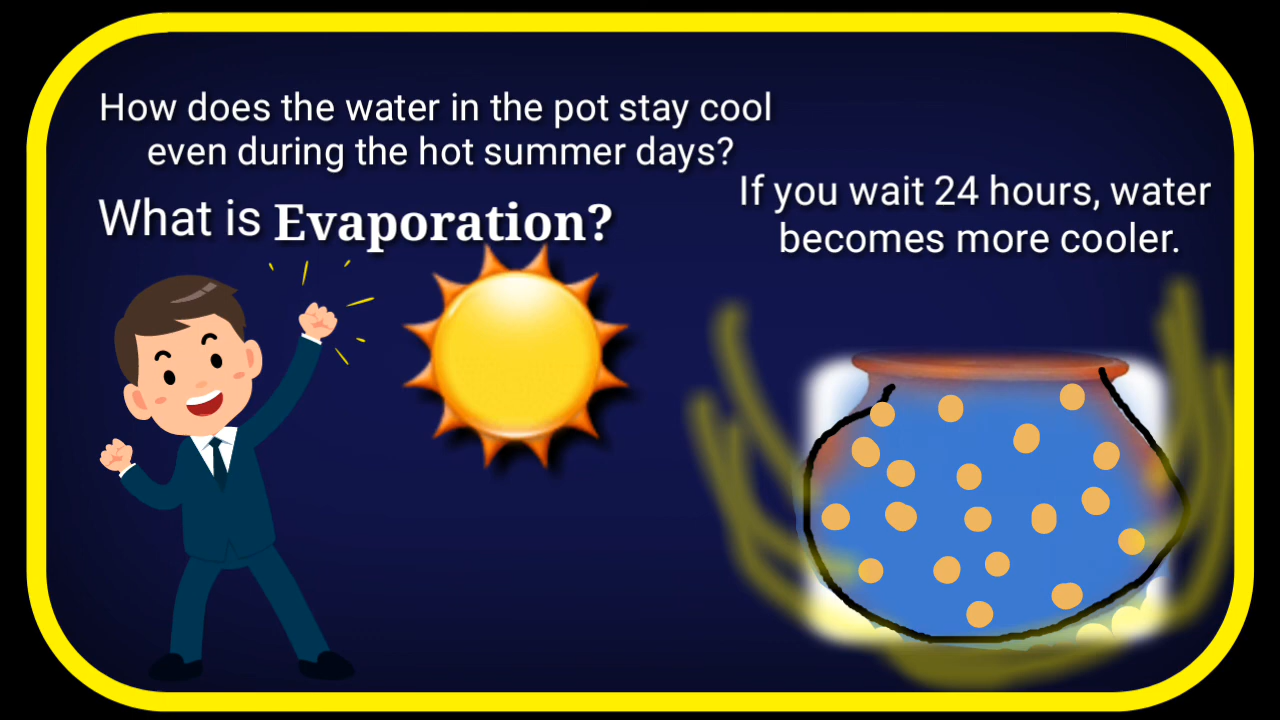 How does the water in the pot stay cool
even during the hot summer days?
What is Evaporation?
If you wait 24 hours, water
becomes more cooler.